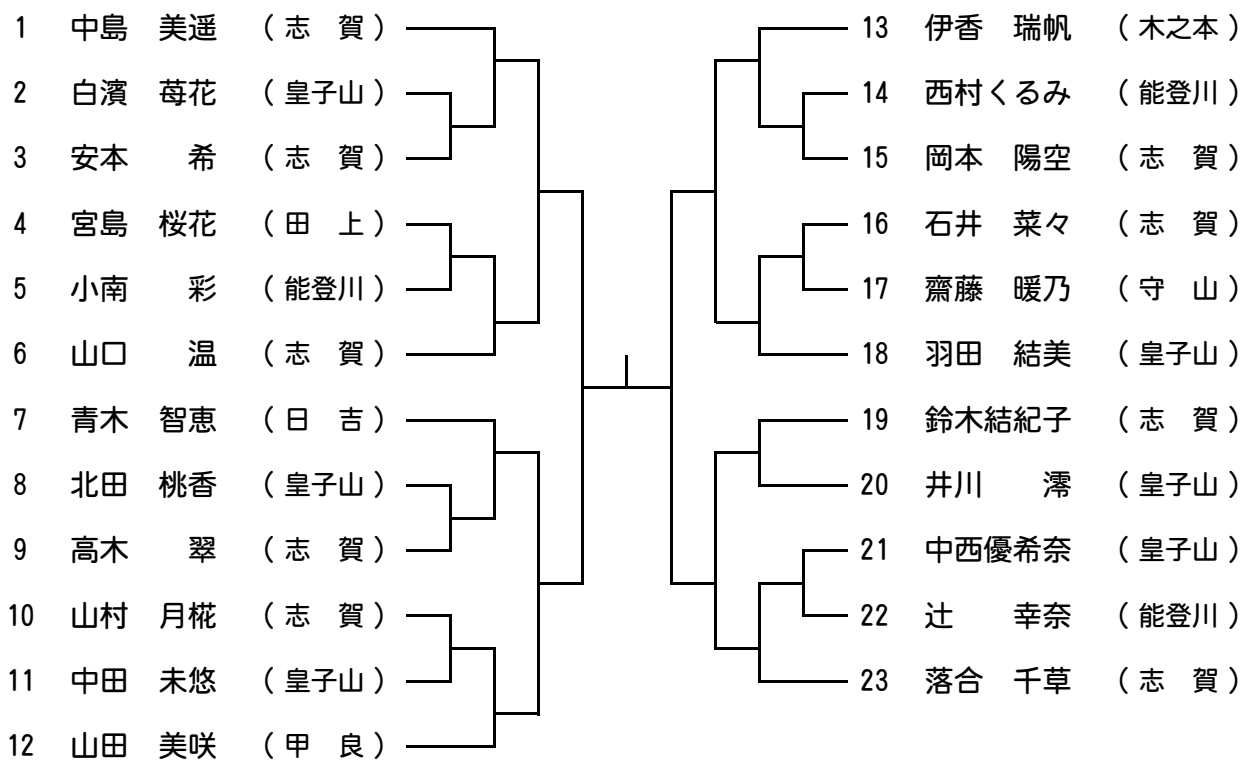 1 中島 美遥 （志 賀）
2 白濱 苺花 （皇子山）
3 安本 希 （志 賀）
4 宮島 桜花 （田 上）
5 小南 彩 （能登川）
6 山口 温 （志 賀）
7 青木 智恵 （日 吉）
8 北田 桃香 （皇子山）
9 高木 翠 （志 賀）
10 山村 月椛 （志 賀）
11 中田 未悠 （皇子山）
12 山田 美咲 （甲 良）
13 伊香 瑞帆 （木之本）
14 西村くるみ （能登川）
15 岡本 陽空 （志 賀）
16 石井 菜々 （志 賀）
17 齋藤 暖乃 （守 山）
18 羽田 結美 （皇子山）
19 鈴木結紀子 （志 賀）
20 井川 澪 （皇子山）
21 中西優希奈 （皇子山）
22 辻 幸奈 （能登川）
23 落合 千草 （志 賀）